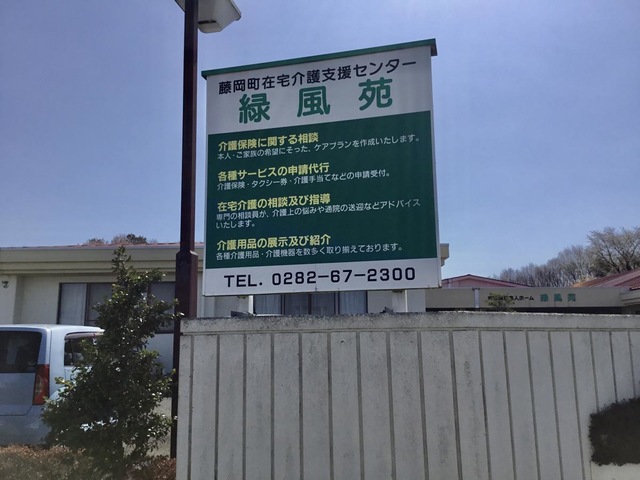 藤岡町在宅介護支援センター
緑風苑
介護保険に関する相談
本人・ご家族の希望にそった、ケアプランを作成いたします。
各種サービスの申請代行
介護保険・タクシー券・介護手当てなどの申請受付。
在宅介護の相談及び指導
専門の相談員が、介護上の悩みや通院の送迎などアドバイス
いたします。
介護用品の展示及び紹介
各種介護用品・介護機器を数多く取り揃えております。
TEL. 0282-67-2300
人ホーム 緑風苑